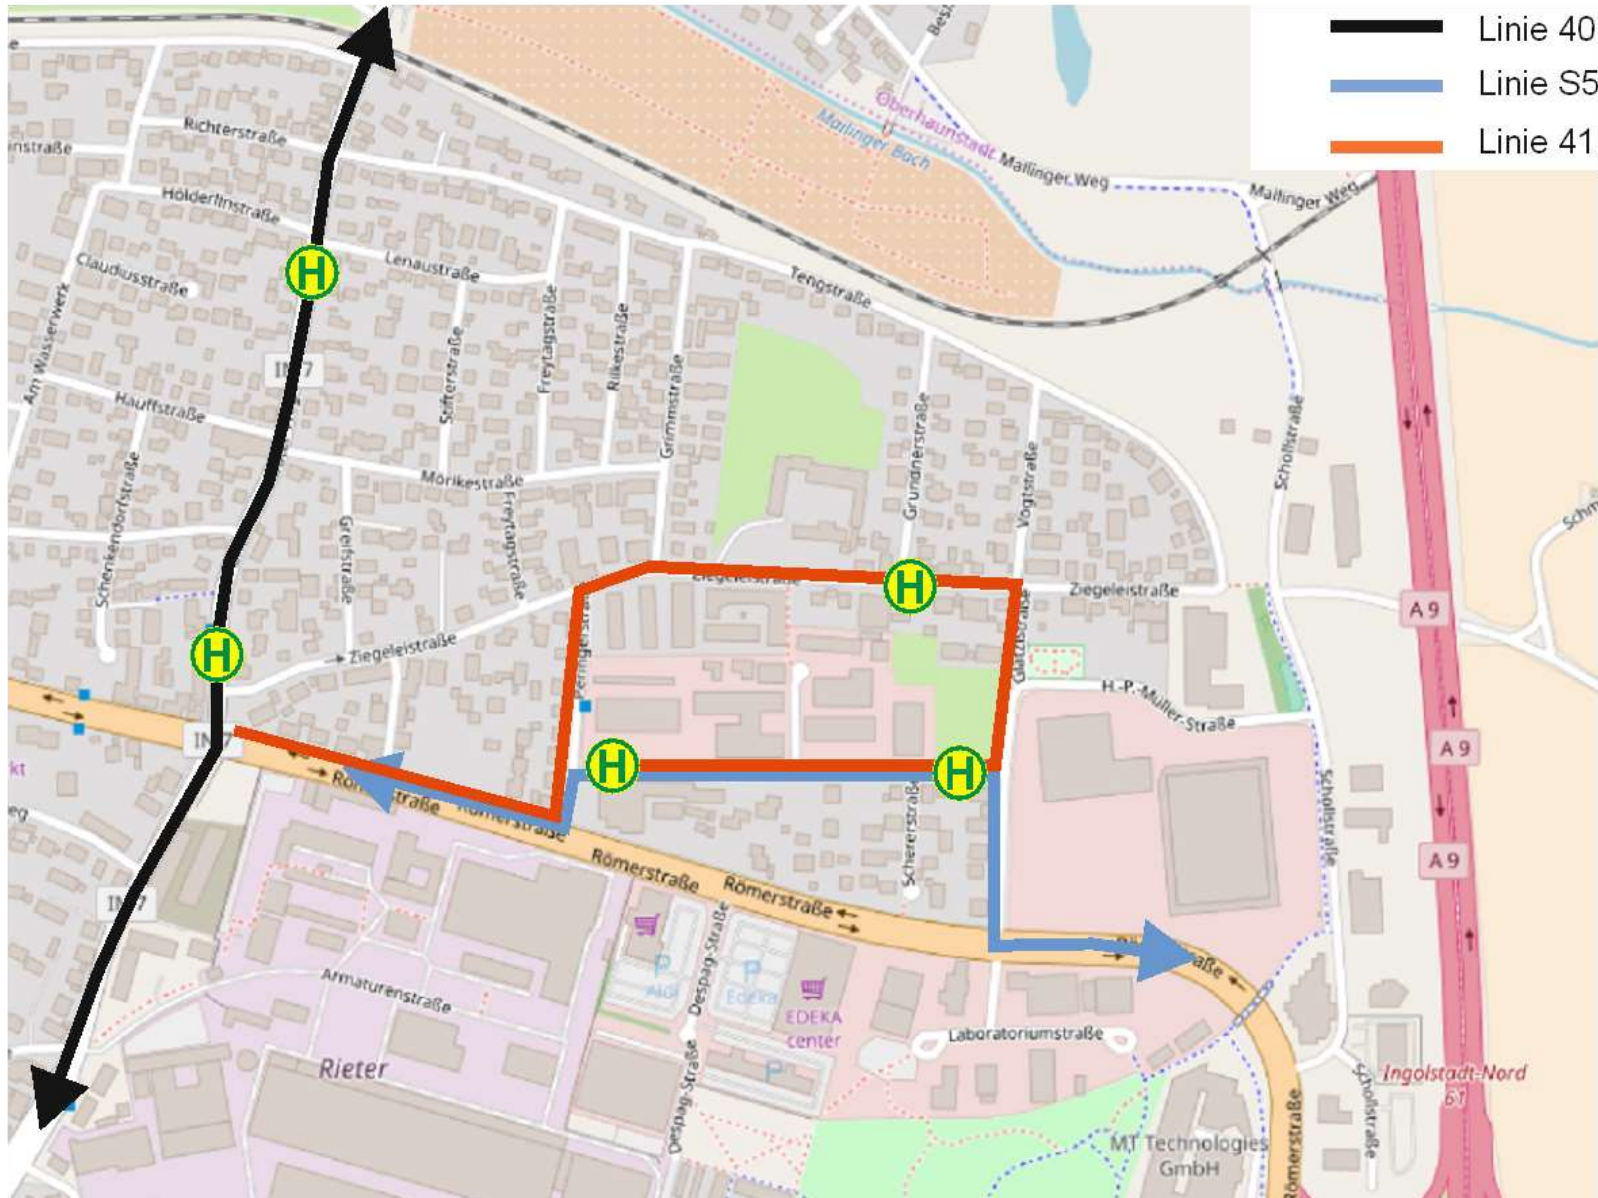 Linie 40
Linie S5
Linie 41
Richterstraße
Hölderlinstraße
Claudiusstraße
Lenaustraße
Am Wasserwerk
Hauffstraße
Stifterstraße
Freytagstraße
Rilkestraße
Grimmstraße
Tengstraße
Oberhaunstadt
Mailinger Bach
Mailinger Weg
Mailinger Weg
Schenkendorfstraße
Greifstraße
Mörikestraße
Freytagstraße
Grundnerstraße
Vogtstraße
Schollstraße
H
H
H
H
H
Ziegeleistraße
Ziegeleistraße
Ziegeleistraße
H.-P.-Müller-Straße
A 9
A 9
A 9
Römerstraße
Römerstraße
Römerstraße
Schererstraße
Schollstraße
Armaturenstraße
Rieter
Aldi
Despag-Straße
Edeka
P
P
P
EDEKA
center
Laboratoriumstraße
Despag-Straße
MT Technologies
GmbH
Römerstraße
Schollstraße
Ingolstadt-Nord
61